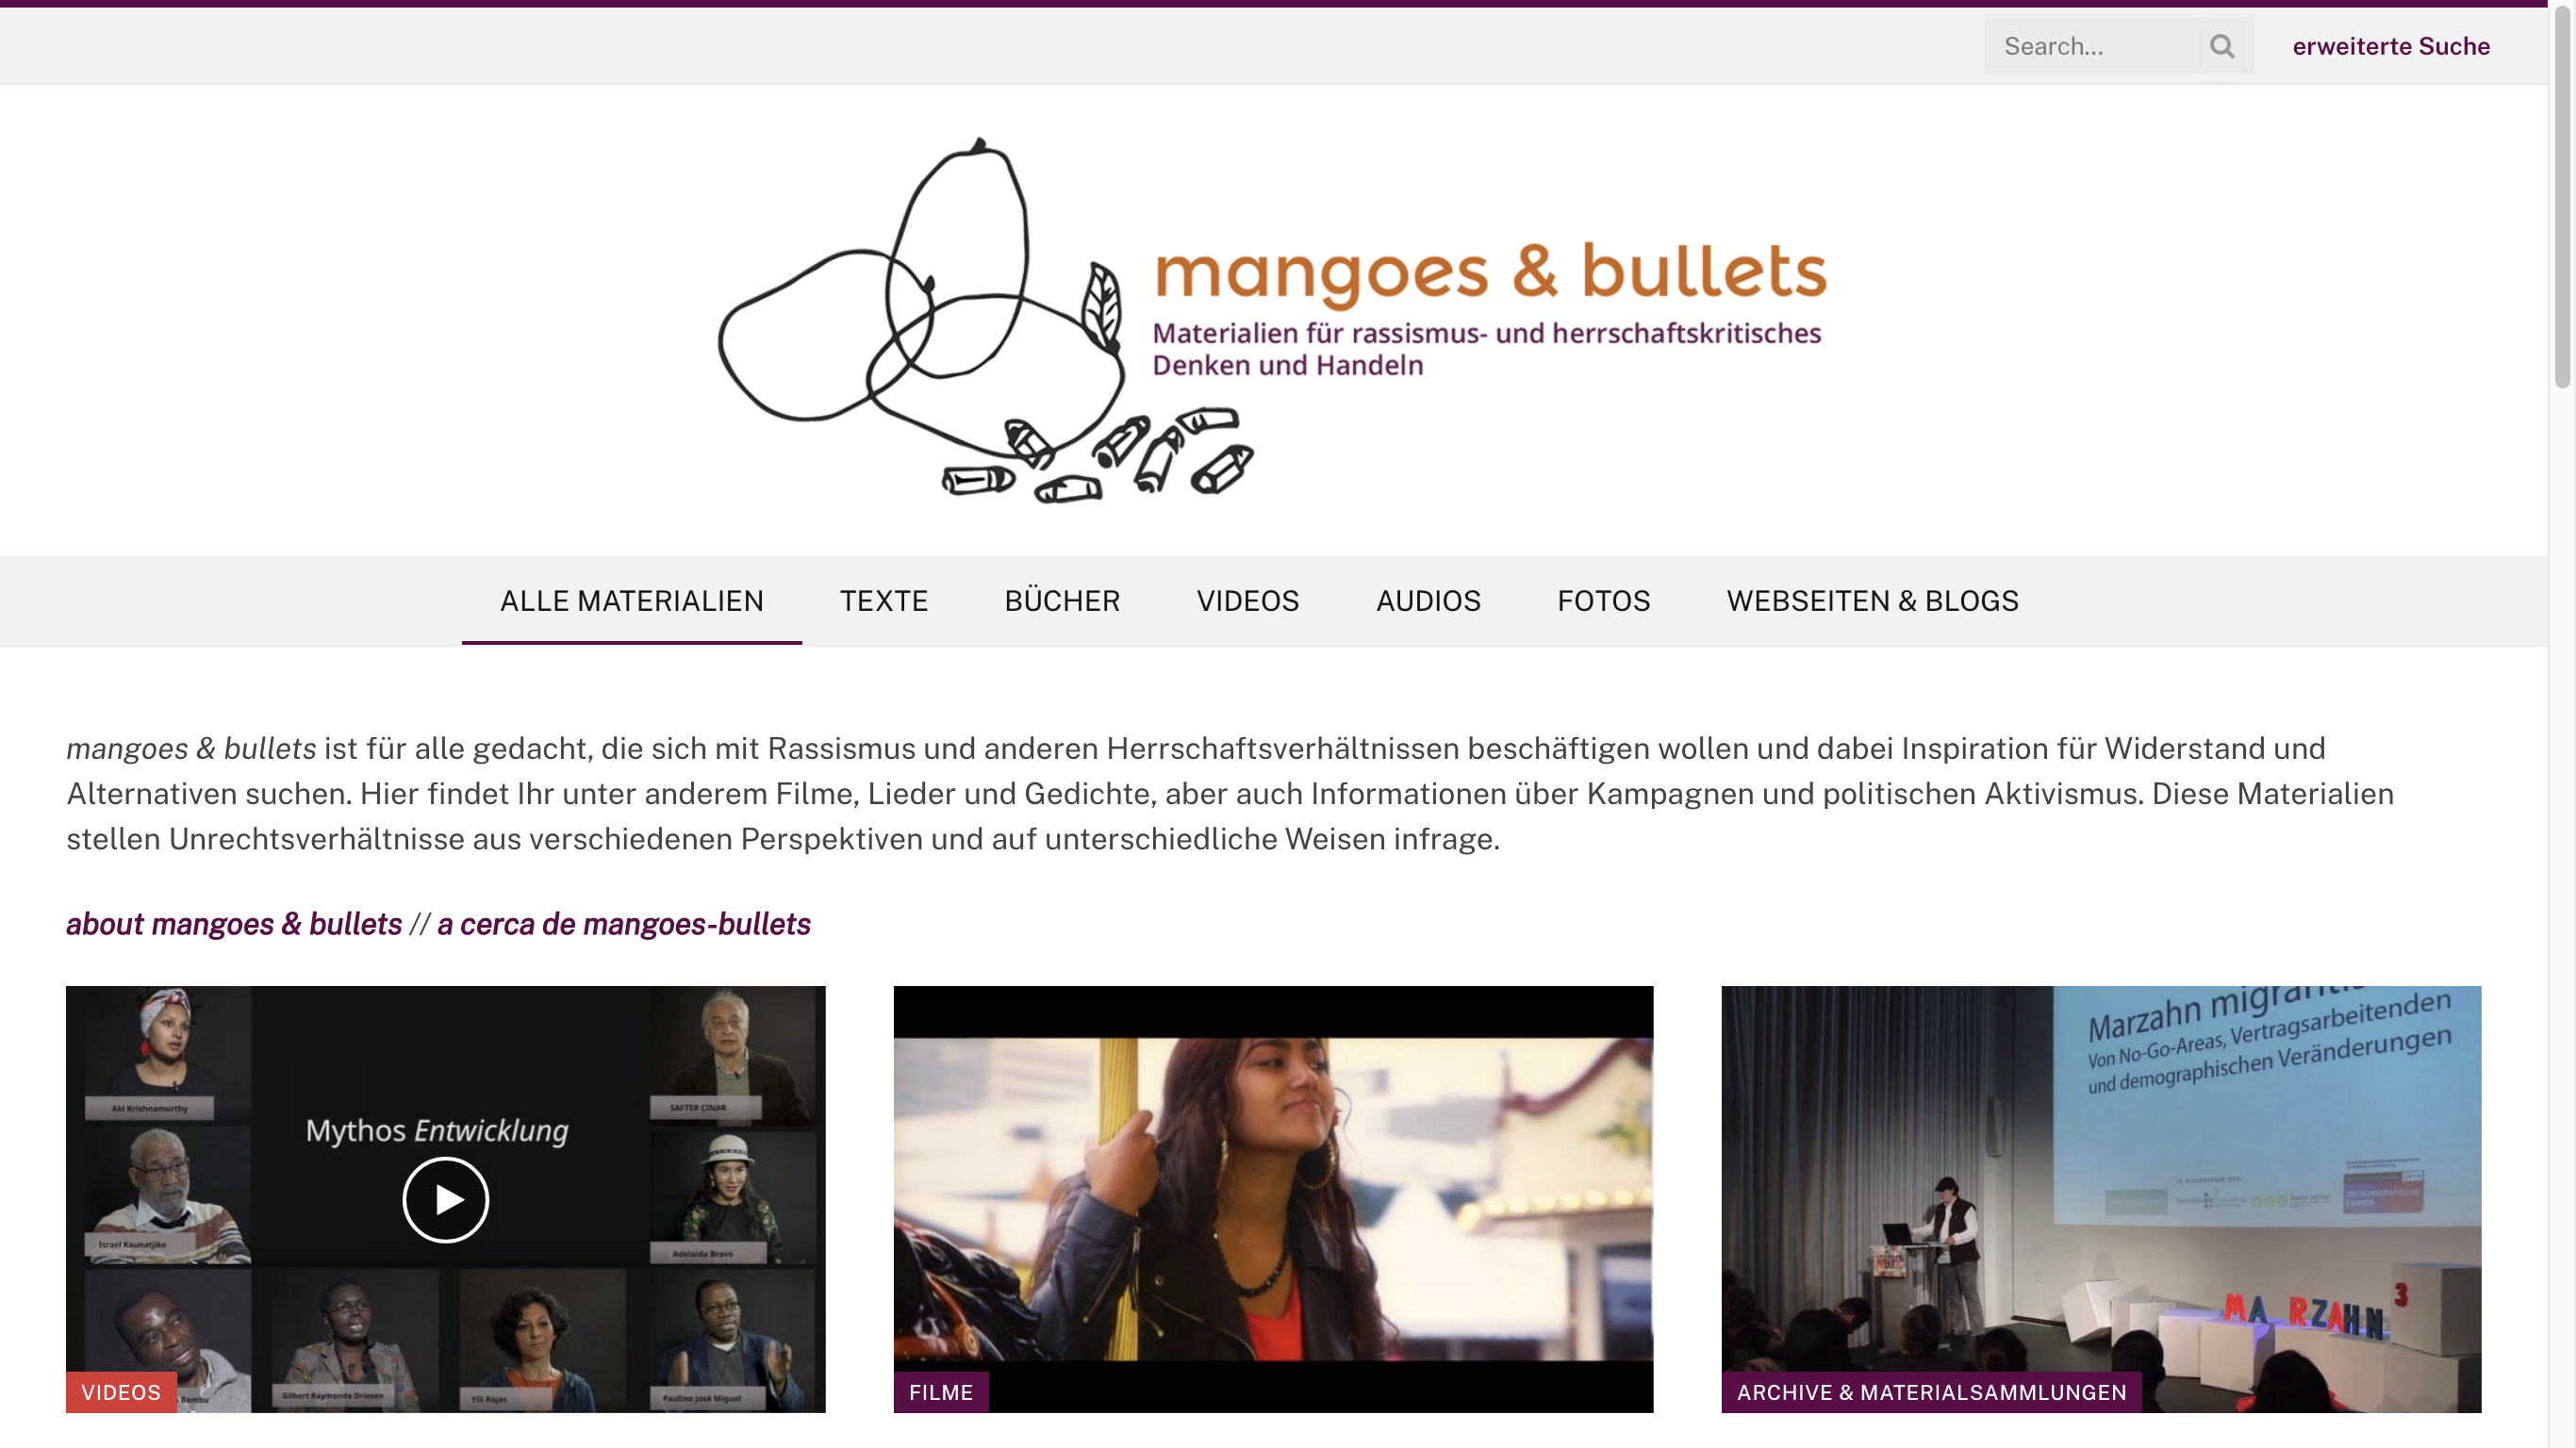 Search...
erweiterte Suche
mangoes & bullets
Materialien für rassismus- und herrschaftskritisches
Denken und Handeln
ALLE MATERIALIEN
TEXTE
BÜCHER
VIDEOS
AUDIOS
FOTOS
WEBSEITEN & BLOGS
mangoes & bullets ist für alle gedacht, die sich mit Rassismus und anderen Herrschaftsverhältnissen beschäftigen wollen und dabei Inspiration für Widerstand und
Alternativen suchen. Hier findet Ihr unter anderem Filme, Lieder und Gedichte, aber auch Informationen über Kampagnen und politischen Aktivismus. Diese Materialien
stellen Unrechtsverhältnisse aus verschiedenen Perspektiven und auf unterschiedliche Weisen infrage.
about mangoes & bullets // a cerca de mangoes-bullets
Aki Krishnamurthy
SAFTER ÇINAR
Mythos Entwicklung
Israel Kaunatjike
Adelaida Bravo
Bambu
Gilbert Raymonde Driesen
Yili Rojas
Paulino José Miguel
VIDEOS
FILME
Marzahn
Von No-Go-Areas, Vertragsarbeitenden
und demographischen Veränderungen
DIE DEMOGRAFISCHE
CHANCE
MARZAHN 3
ARCHIVE & MATERIALSAMMLUNGEN